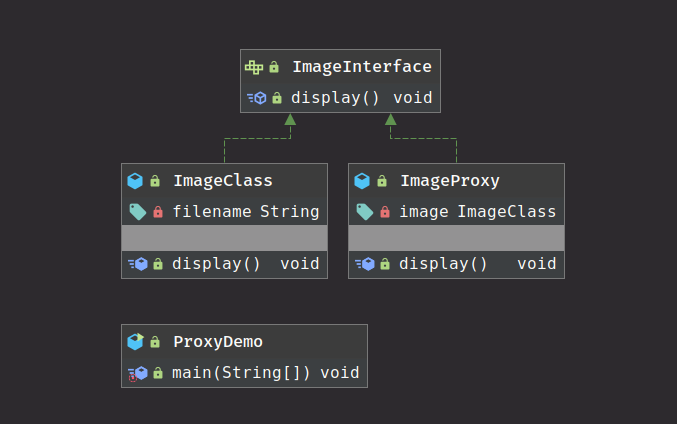 ImageInterface
display() void
ImageClass
filename String
display() void
ImageProxy
image ImageClass
display() void
ProxyDemo
main(String[]) void